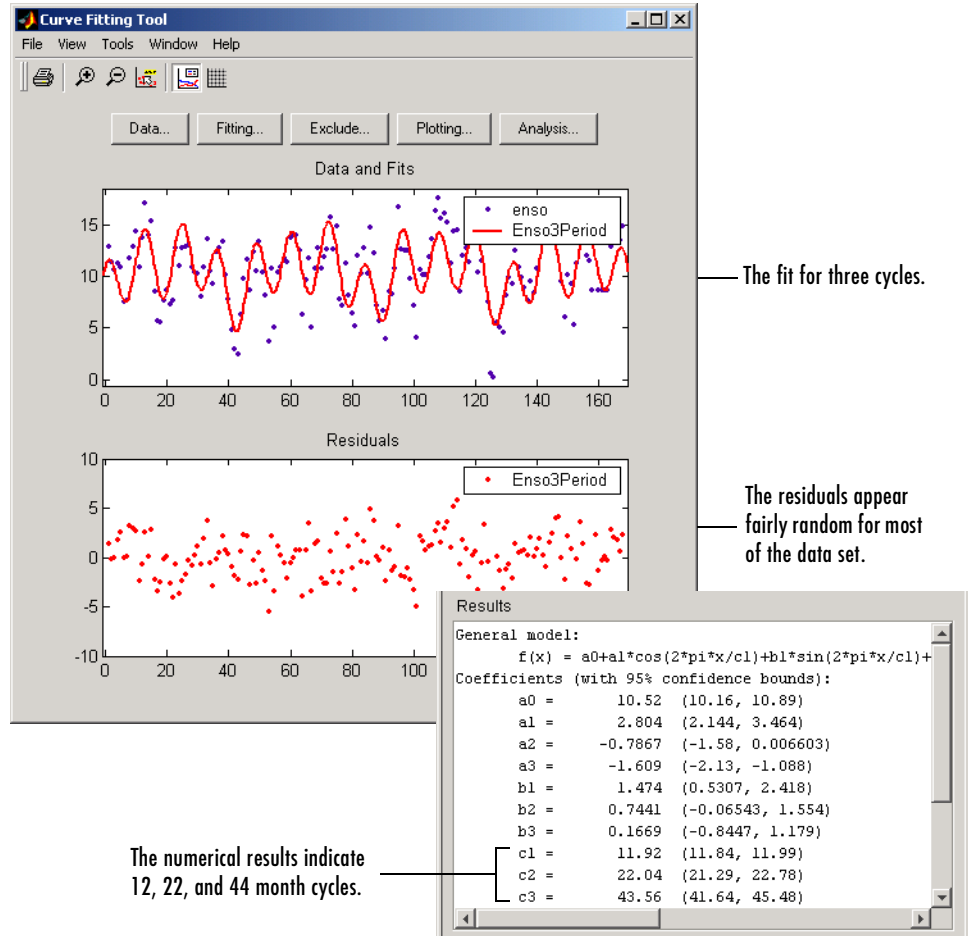 Curve Fitting Tool
File View Tools Window Help
Data... Fitting... Exclude... Plotting... Analysis...
Data and Fits
15
10
5
0
enso
Enso3Period
0 20 40 60 80 100 120 140 160
The fit for three cycles.
Residuals
10
5
0
-5
-10
Enso3Period
0 20 40 60 80 100
The residuals appear
fairly random for most
of the data set.
Results
General model:
f(x) = a0+a1*cos(2*pi*x/c1)+b1*sin(2*pi*x/c1)+
Coefficients (with 95% confidence bounds):
a0 = 10.52 (10.16, 10.89)
a1 = 2.804 (2.144, 3.464)
a2 = -0.7867 (-1.58, 0.006603)
a3 = -1.609 (-2.13, -1.088)
b1 = 1.474 (0.5307, 2.418)
b2 = 0.7441 (-0.06543, 1.554)
b3 = 0.1669 (-0.8447, 1.179)
c1 = 11.92 (11.84, 11.99)
c2 = 22.04 (21.29, 22.78)
c3 = 43.56 (41.64, 45.48)
The numerical results indicate
12, 22, and 44 month cycles.